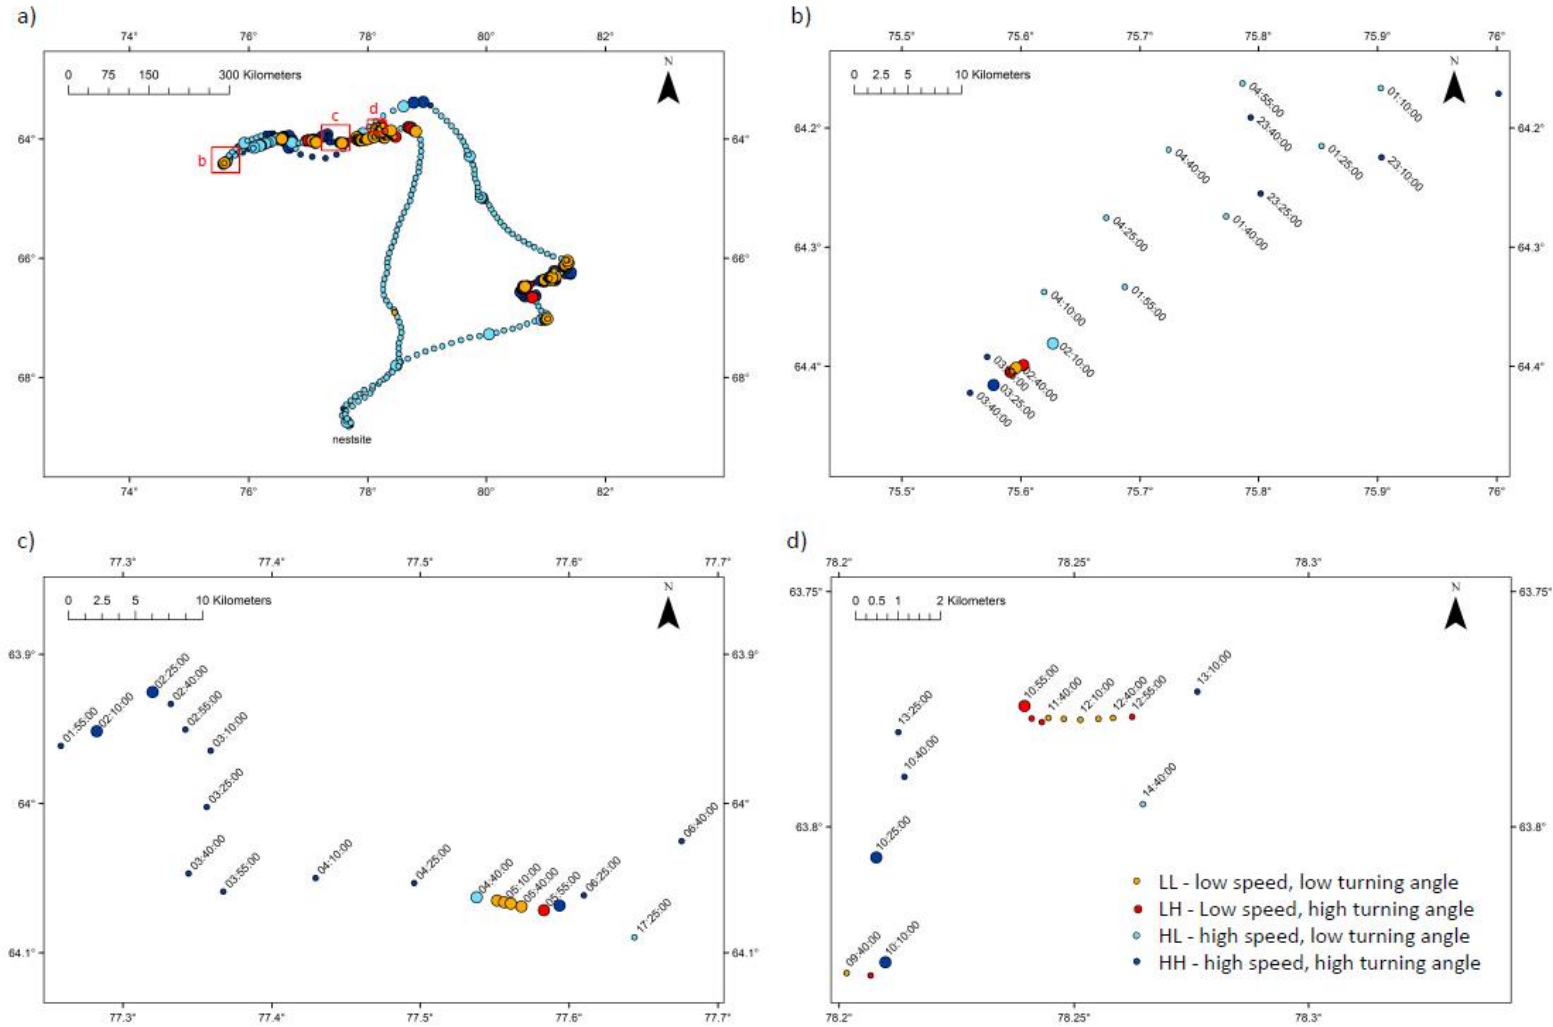 a)
74° 76° 78° 80° 82°
0 75 150 300 Kilometers
N
d
c
b
64° 64°
66° 66°
68° 68°
nestsite
74° 76° 78° 80° 82°
b)
75.5° 75.6° 75.7° 75.8° 75.9° 76°
0 2.5 5 10 Kilometers
N
04:55:00
01:10:00
23:40:00
64.2° 64.2°
04:40:00
01:25:00
23:10:00
23:25:00
04:25:00
01:40:00
64.3° 64.3°
04:10:00
01:55:00
02:10:00
64.4° 64.4°
02:40:00
03:25:00
03:40:00
75.5° 75.6° 75.7° 75.8° 75.9° 76°
c)
77.3° 77.4° 77.5° 77.6° 77.7°
0 2.5 5 10 Kilometers
N
63.9° 63.9°
01:55:00
02:10:00
02:25:00
02:40:00
02:55:00
03:10:00
03:25:00
64° 64°
03:40:00
03:55:00
04:10:00
04:25:00
04:40:00
05:10:00
05:40:00
05:55:00
06:25:00
06:40:00
17:25:00
64.1° 64.1°
77.3° 77.4° 77.5° 77.6° 77.7°
d)
78.2° 78.25° 78.3°
63.75° 63.75°
0 0.5 1 2 Kilometers
N
10:55:00
11:40:00
12:10:00
12:40:00
12:55:00
13:10:00
13:25:00
10:40:00
14:40:00
63.8° 63.8°
10:25:00
09:40:00
10:10:00
LL - low speed, low turning angle
LH - Low speed, high turning angle
HL - high speed, low turning angle
HH - high speed, high turning angle
78.2° 78.25° 78.3°